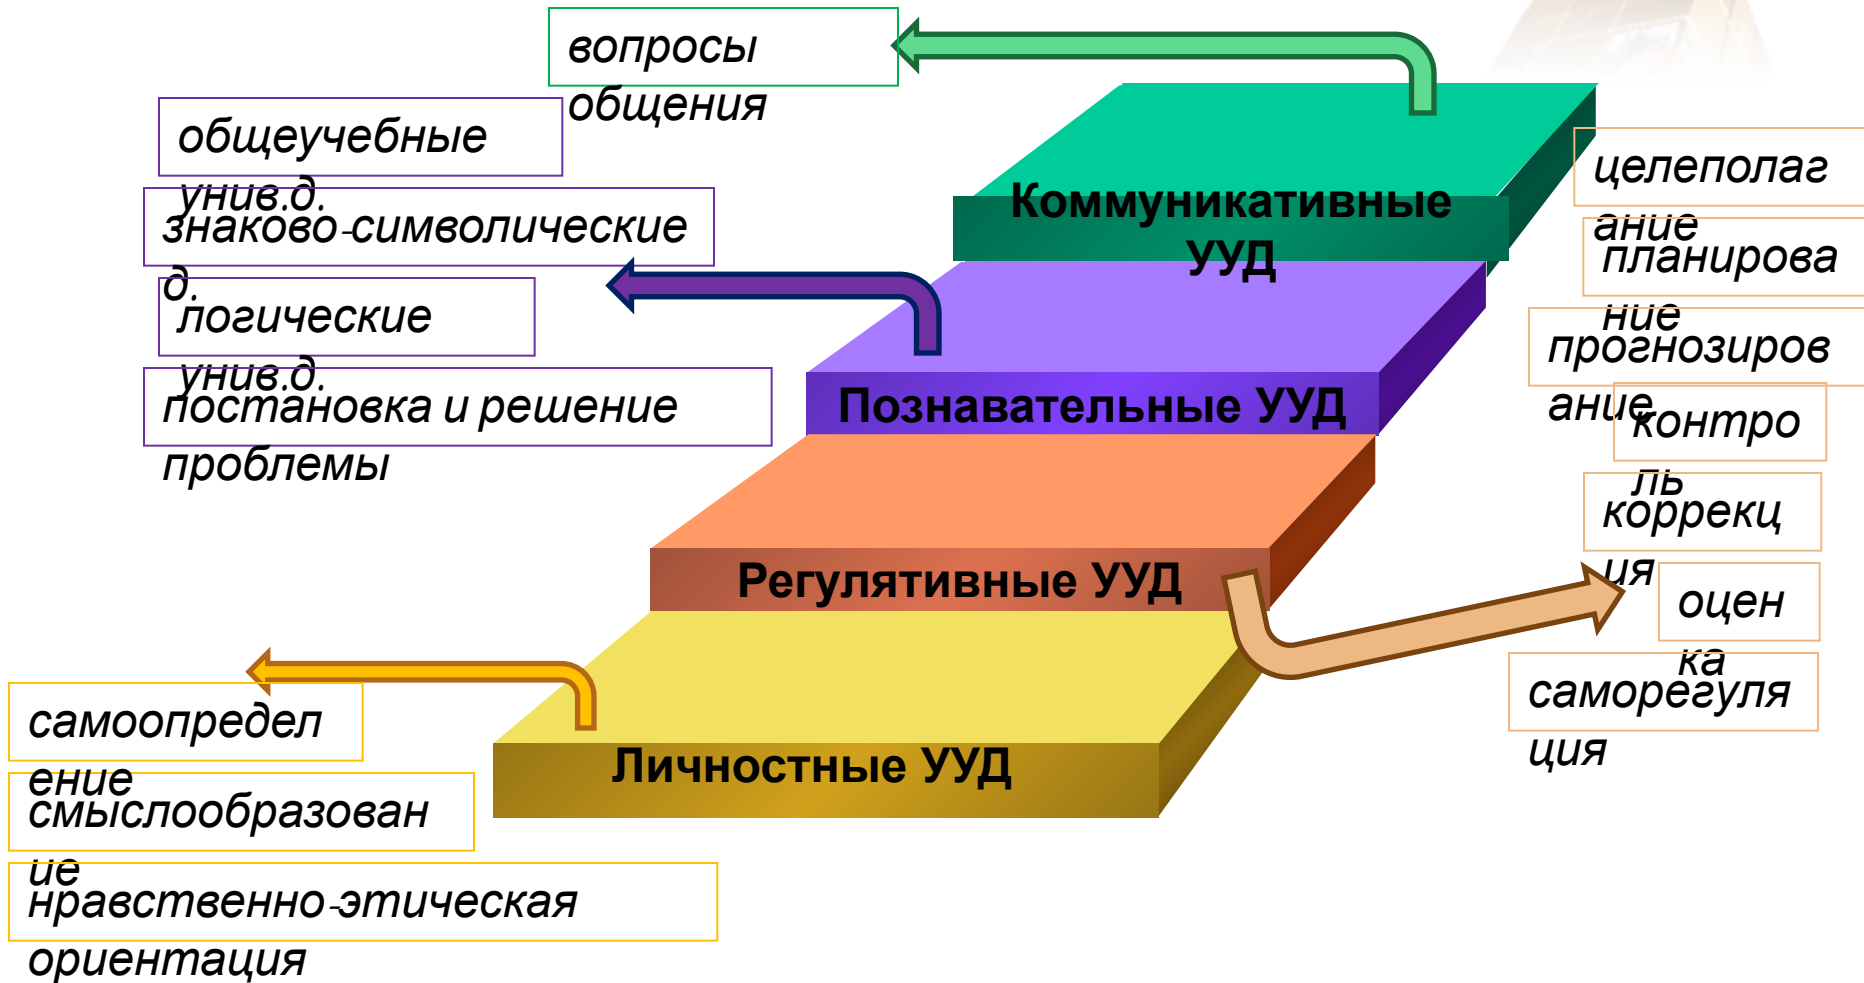 вопросы
общения
общеучебные
унив.д.
знаково-символические
д.
логические
унив.д.
постановка и решение
проблемы
Коммуникативные
УУД
Познавательные УУД
Регулятивные УУД
Личностные УУД
целеполаг
ание
планирова
ние
прогнозиров
ание
контро
ль
коррекц
ия
оцен
ка
саморегуля
ция
самоопредел
ение
смыслообразован
ие
нравственно-этическая
ориентация